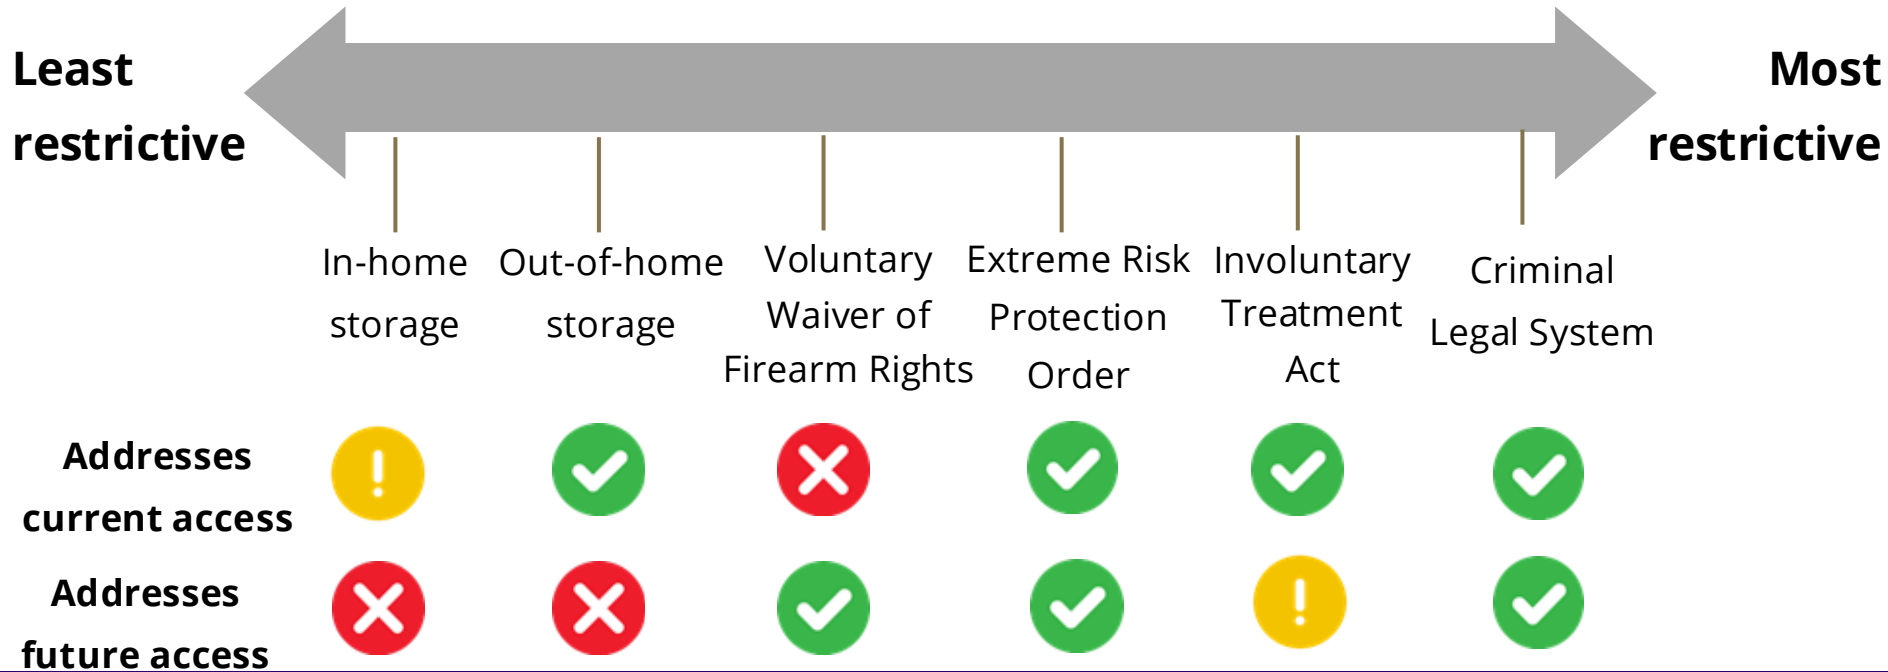 Least
restrictive
Most
restrictive
In-home
storage
Out-of-home
storage
Voluntary
Waiver of
Firearm Rights
Extreme Risk
Protection
Order
Involuntary
Treatment
Act
Criminal
Legal System
Addresses
current access
Addresses
future access